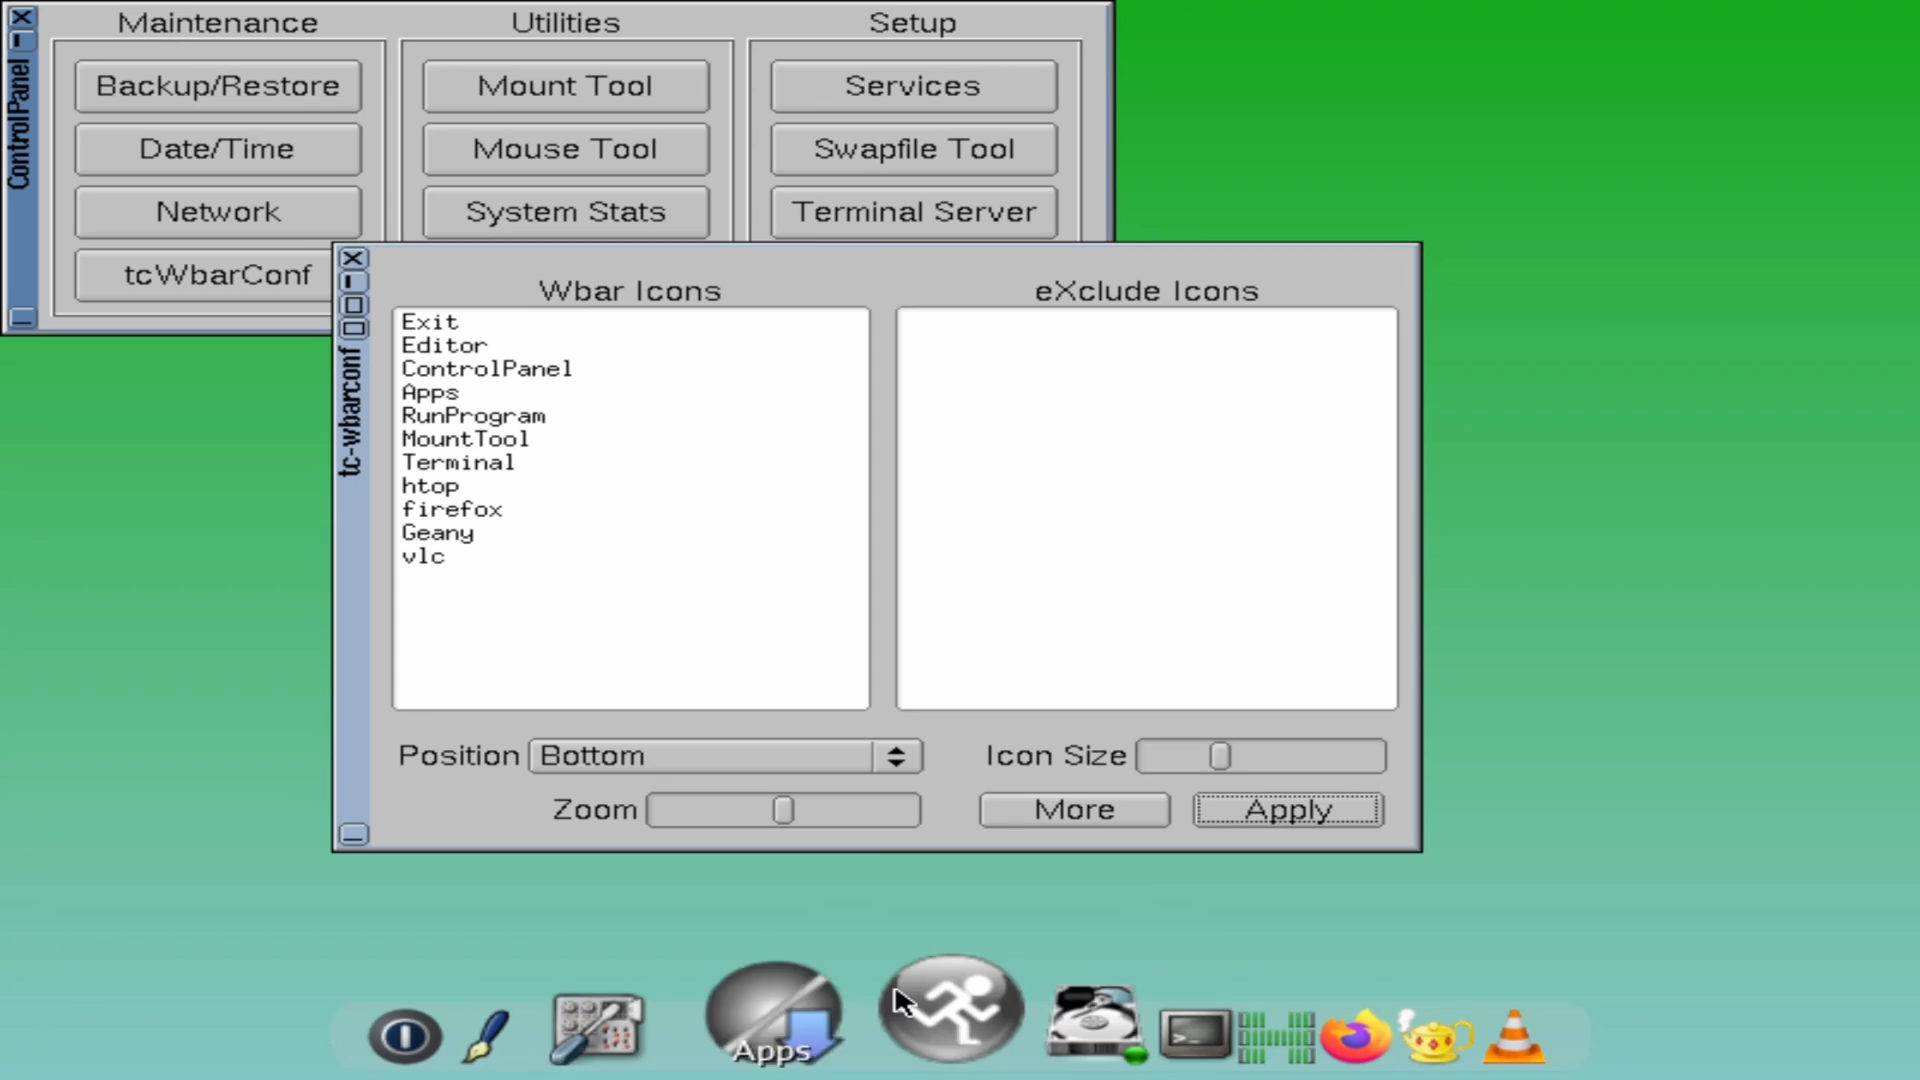 ControlPanel
Maintenance
Backup/Restore
Date/Time
Network
tcWbarConf
Utilities
Mount Tool
Mouse Tool
System Stats
Setup
Services
Swapfile Tool
Terminal Server
tc-wbarconf
Wbar Icons
Exit
Editor
ControlPanel
Apps
RunProgram
MountTool
Terminal
htop
firefox
Geany
vlc
eXclude Icons
Position
Bottom
Icon Size
Zoom
More
Apply
Apps